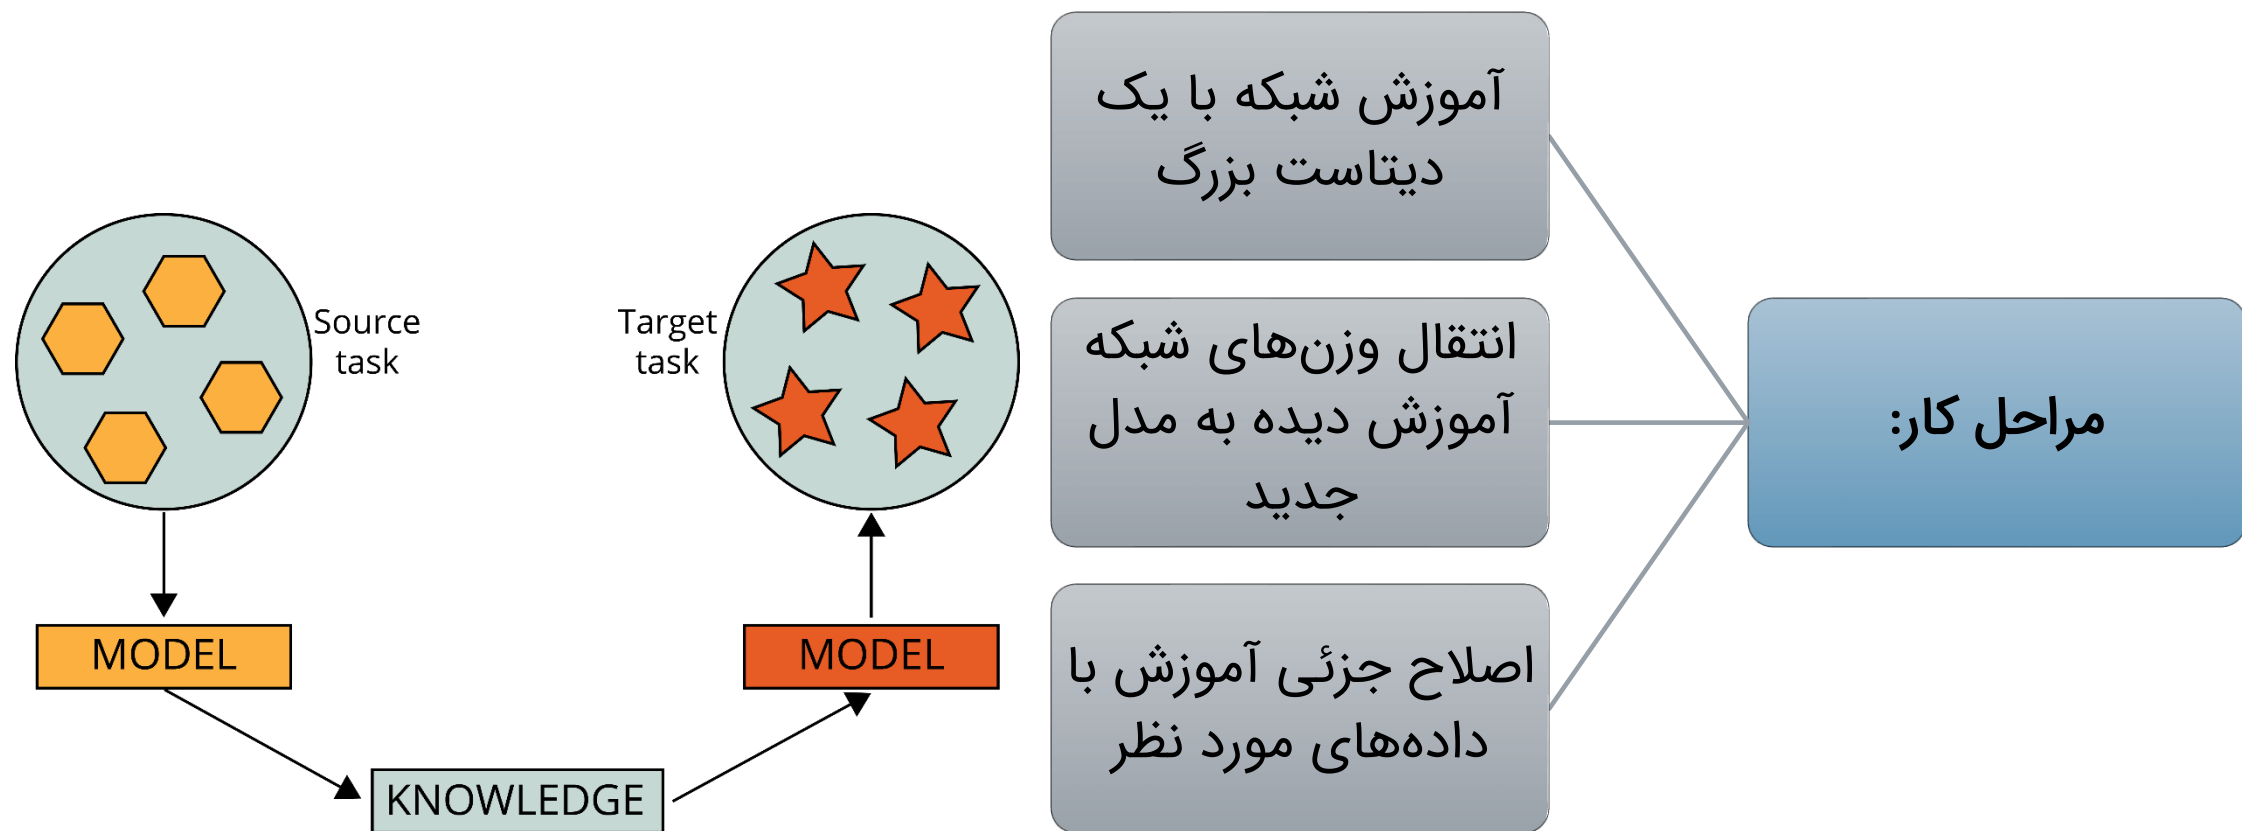 Source
task
Target
task
MODEL
MODEL
KNOWLEDGE
مراحل کار:
آموزش شبکه با یک
دیتاست بزرگ
انتقال وزن‌های شبکه
آموزش دیده به مدل
جدید
اصلاح جزئی آموزش با
داده‌های مورد نظر